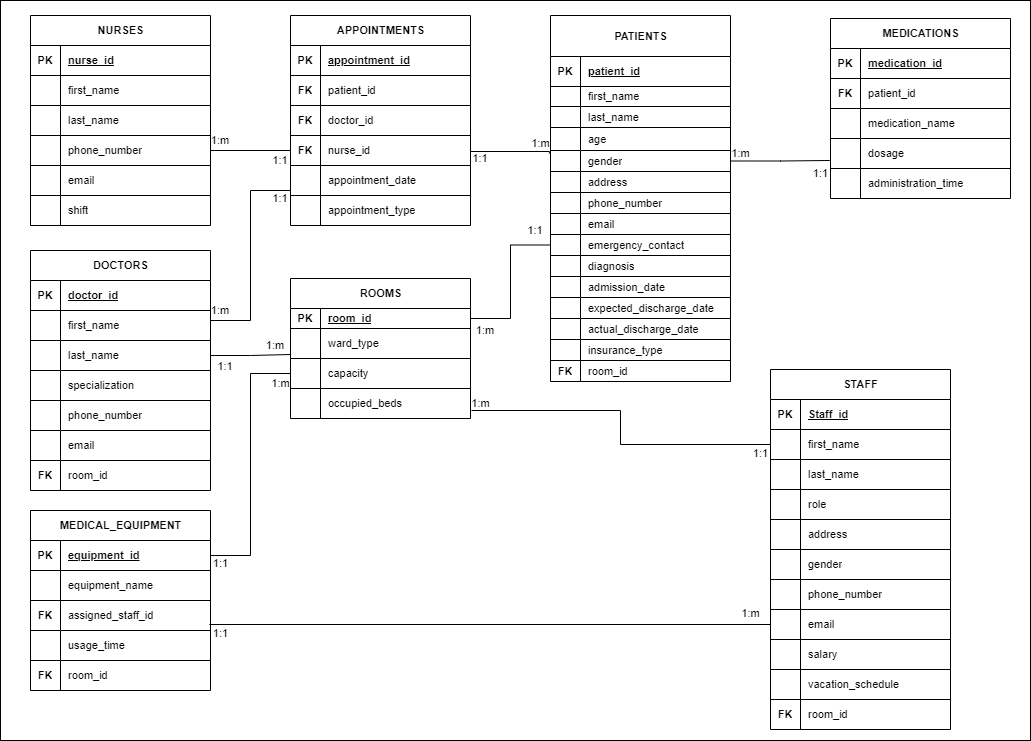 NURSES
PK nurse_id
first_name
last_name
phone_number
email
shift
APPOINTMENTS
PK appointment_id
FK patient_id
FK doctor_id
FK nurse_id
appointment_date
appointment_type
PATIENTS
PK patient_id
first_name
last_name
age
gender
address
phone_number
email
emergency_contact
diagnosis
admission_date
expected_discharge_date
actual_discharge_date
insurance_type
FK room_id
MEDICATIONS
PK medication_id
FK patient_id
medication_name
dosage
administration_time
1:m
1:1
1:1
1:m
1:m
1:1
1:1
DOCTORS
PK doctor_id
first_name
last_name
specialization
phone_number
email
FK room_id
1:m
1:1
ROOMS
PK room_id
ward_type
capacity
occupied_beds
1:m
1:1
1:m
1:m
1:m
1:1
MEDICAL_EQUIPMENT
PK equipment_id
equipment_name
FK assigned_staff_id
usage_time
FK room_id
1:1
1:1
1:m
STAFF
PK Staff_id
first_name
last_name
role
address
gender
phone_number
email
salary
vacation_schedule
FK room_id